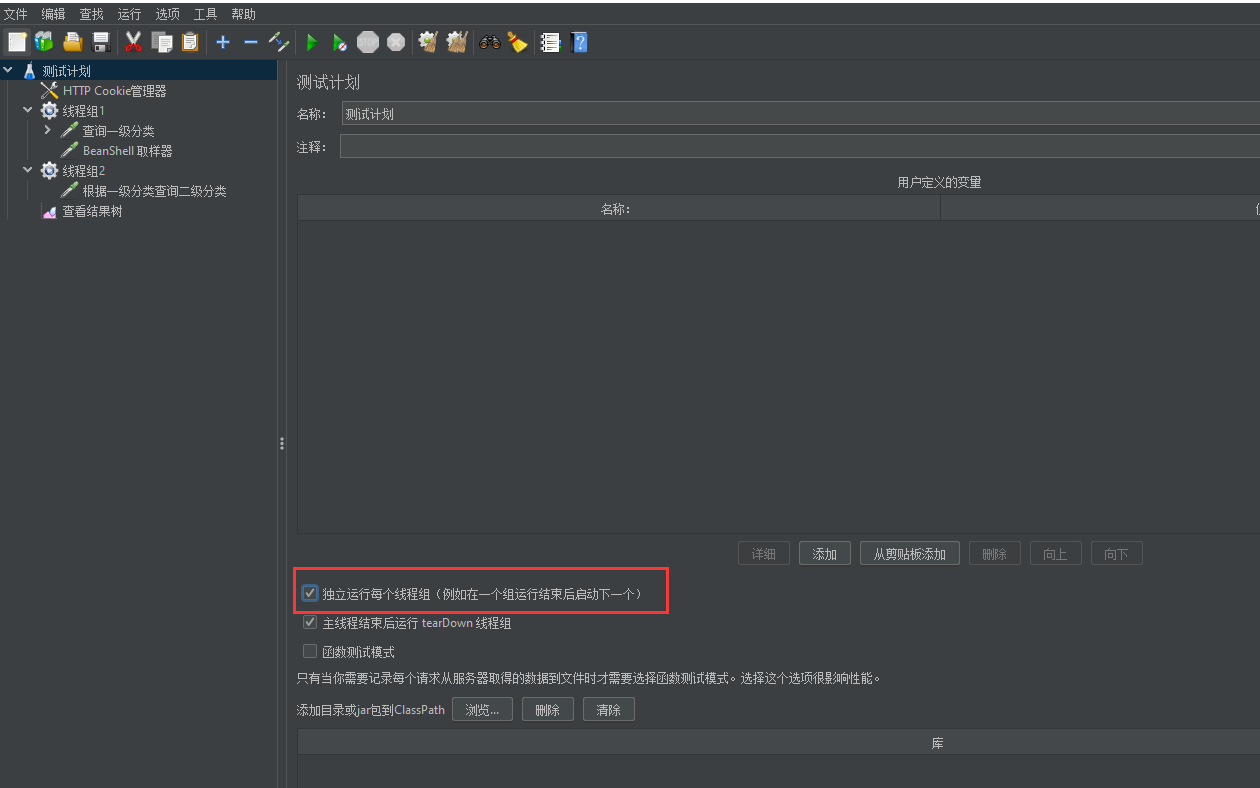 文件 编辑 查找 运行 选项 工具 帮助
测试计划
HTTP Cookie管理器
线程组1
查询一级分类
BeanShell 取样器
线程组2
根据一级分类查询二级分类
查看结果树
测试计划
名称： 测试计划
注释：
用户定义的变量
名称：
详细 添加 从剪贴板添加 删除 向上 向下
独立运行每个线程组（例如在一个组运行结束后启动下一个）
主线程结束后运行 tearDown 线程组
函数测试模式
只有当你需要记录每个请求从服务器取得的数据到文件时才需要选择函数测试模式。选择这个选项很影响性能。
添加目录或jar包到ClassPath 浏览... 删除 清除
库